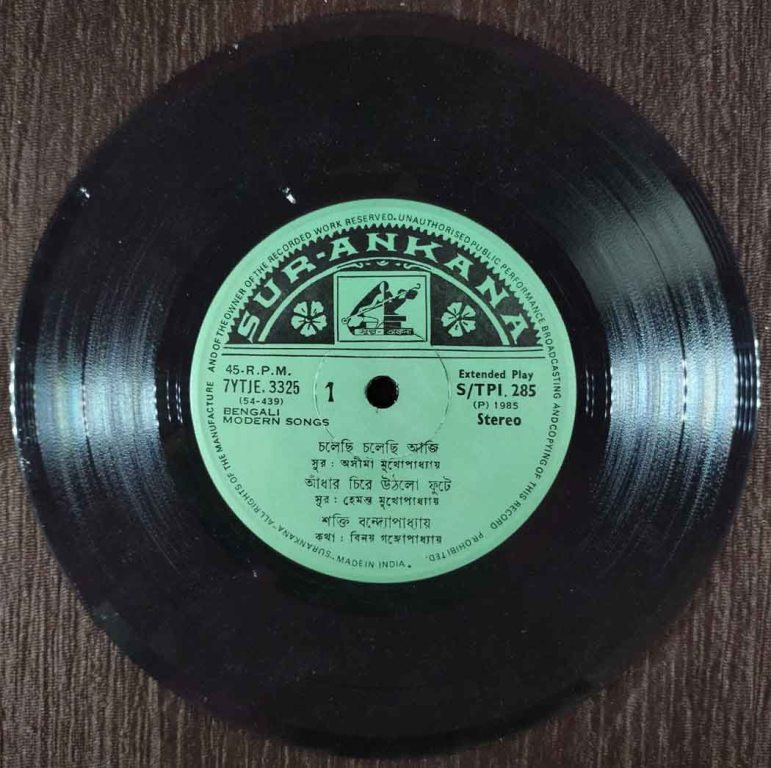 AND OF THE OWNER OF THE RECORDED WORK RESERVED. UNAUTHORISED PUBLIC PERFORMANCE BROADCASTING AND COPYING OF THIS RECORD PROHIBITED.
SUR-ANKANA
45-R.P.M.
7YTJE. 3325
(54-439)
BENGALI
MODERN SONGS
1
Extended Play
S/TPI. 285
(P) 1985
Stereo
চলেছি চলেছি আজি
সুর : অসীমা মুখোপাধ্যায়
আঁধার চিরে উঠলো ফুটে
সুর : হেমন্ত মুখোপাধ্যায়
শক্তি বন্দ্যোপাধ্যায়
কথা : বিনয় গঙ্গোপাধ্যায়
"SURANKANA" ALL RIGHTS OF THE MANUFACTURE
MADE IN INDIA